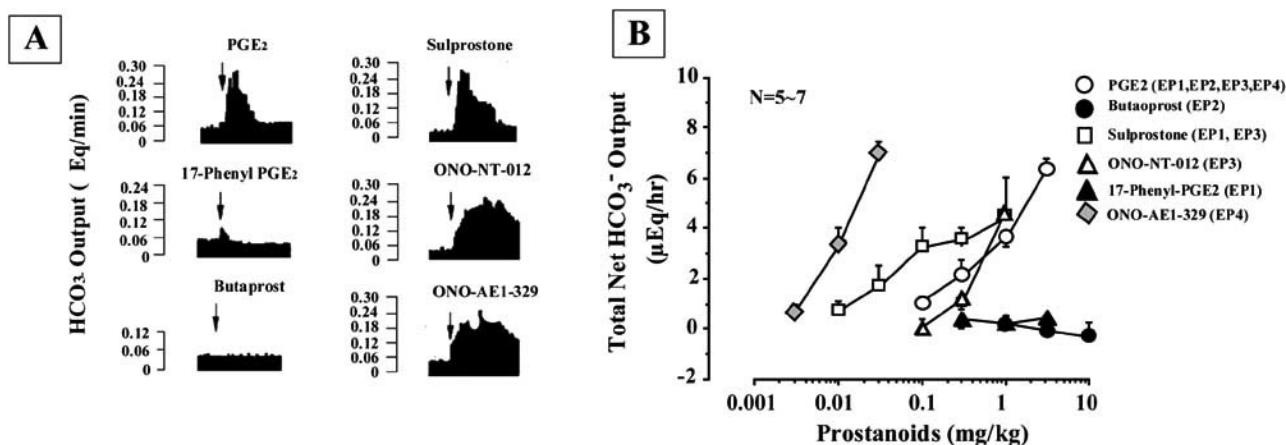 A
HCO3- Output ( Eq/min)
PGE2
0.30
0.24
0.18
0.12
0.06
0
Sulprostone
0.30
0.24
0.18
0.12
0.06
0
17-Phenyl PGE2
0.24
0.18
0.12
0.06
0
ONO-NT-012
0.30
0.24
0.18
0.12
0.06
0
Butaprost
0.12
0.06
0
ONO-AE1-329
0.30
0.24
0.18
0.12
0.06
0
B
Total Net HCO3- Output
(µEq/hr)
10
8
6
4
2
0
-2
N=5~7
PGE2 (EP1,EP2,EP3,EP4)
Butaoprost (EP2)
Sulprostone (EP1, EP3)
ONO-NT-012 (EP3)
17-Phenyl-PGE2 (EP1)
ONO-AE1-329 (EP4)
0.001 0.01 0.1 1 10
Prostanoids (mg/kg)